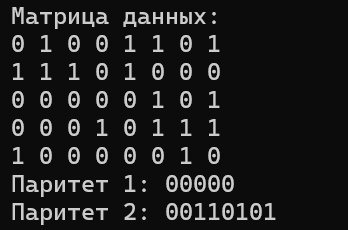 Матрица данных:
0 1 0 0 1 1 0 1
1 1 1 0 1 0 0 0
0 0 0 0 0 1 0 1
0 0 0 1 0 1 1 1
1 0 0 0 0 0 1 0
Паритет 1: 00000
Паритет 2: 00110101